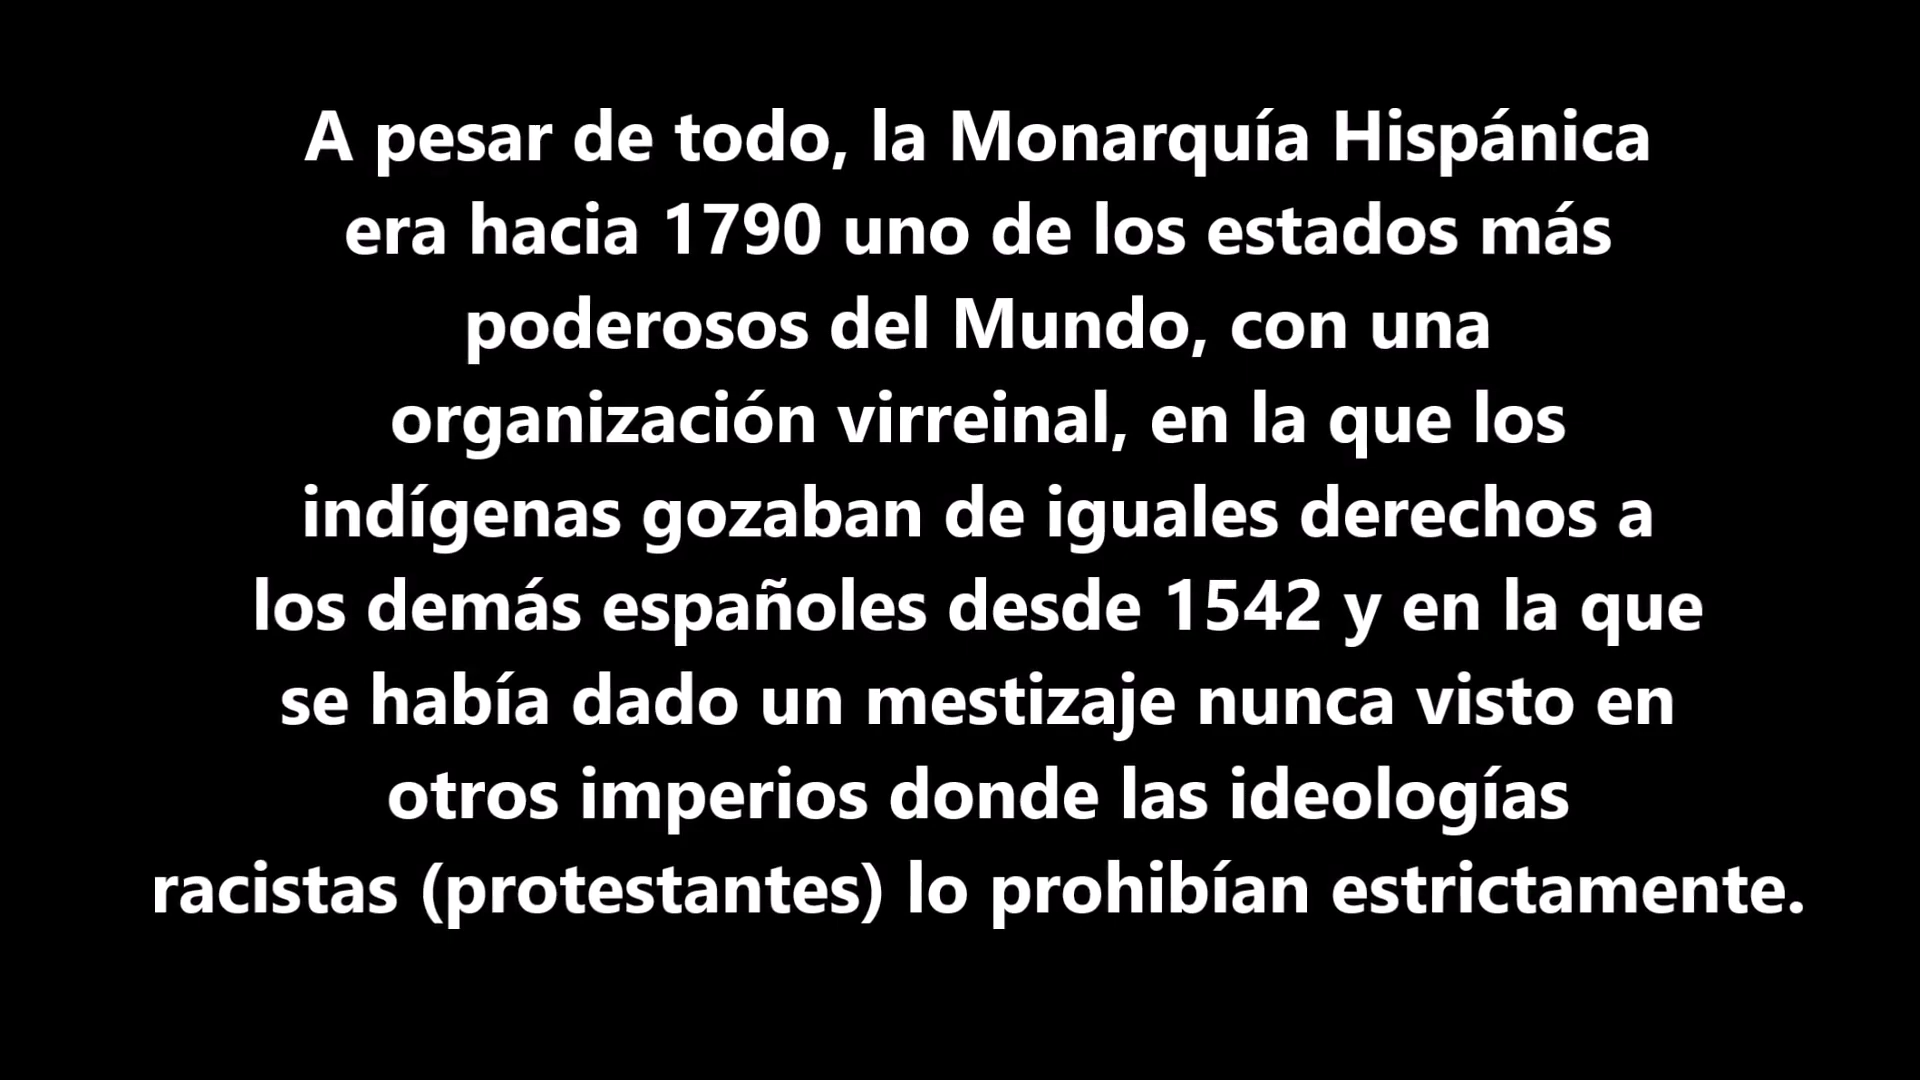 A pesar de todo, la Monarquía Hispánica
era hacia 1790 uno de los estados más
poderosos del Mundo, con una
organización virreinal, en la que los
indígenas gozaban de iguales derechos a
los demás españoles desde 1542 y en la que
se había dado un mestizaje nunca visto en
otros imperios donde las ideologías
racistas (protestantes) lo prohibían estrictamente.